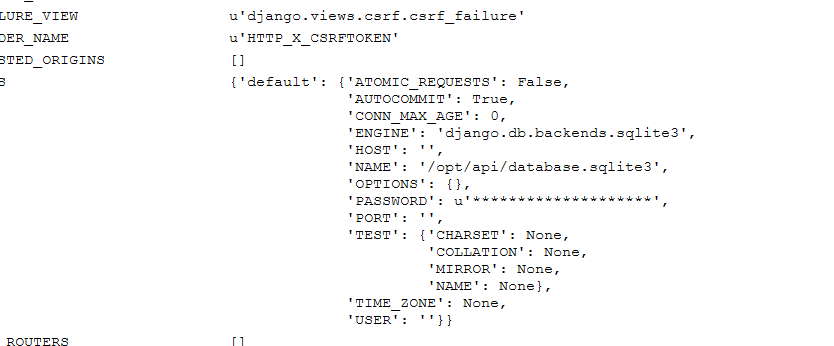 LURE_VIEW u'django.views.csrf.csrf_failure'
DER_NAME u'HTTP_X_CSRFTOKEN'
STED_ORIGINS []
S {'default': {'ATOMIC_REQUESTS': False,
'AUTOCOMMIT': True,
'CONN_MAX_AGE': 0,
'ENGINE': 'django.db.backends.sqlite3',
'HOST': '',
'NAME': '/opt/api/database.sqlite3',
'OPTIONS': {},
'PASSWORD': u'********************',
'PORT': '',
'TEST': {'CHARSET': None,
'COLLATION': None,
'MIRROR': None,
'NAME': None},
'TIME_ZONE': None,
'USER': ''}}
_ROUTERS []